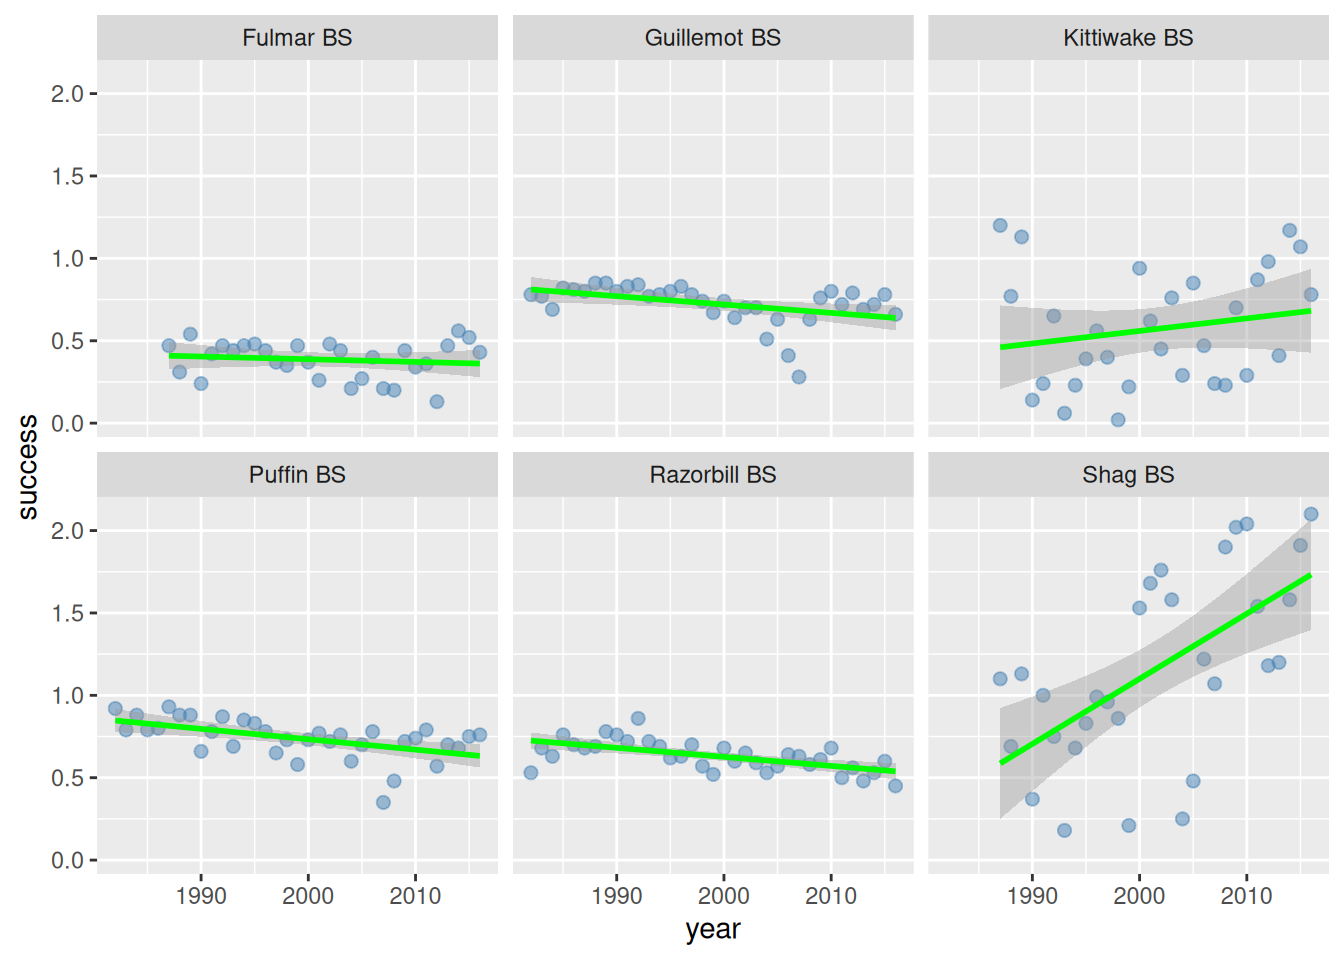 Fulmar BS
Guillemot BS
Kittiwake BS
2.0
1.5
1.0
0.5
0.0
Puffin BS
Razorbill BS
Shag BS
2.0
1.5
1.0
0.5
0.0
success
1990 2000 2010
1990 2000 2010
1990 2000 2010
year